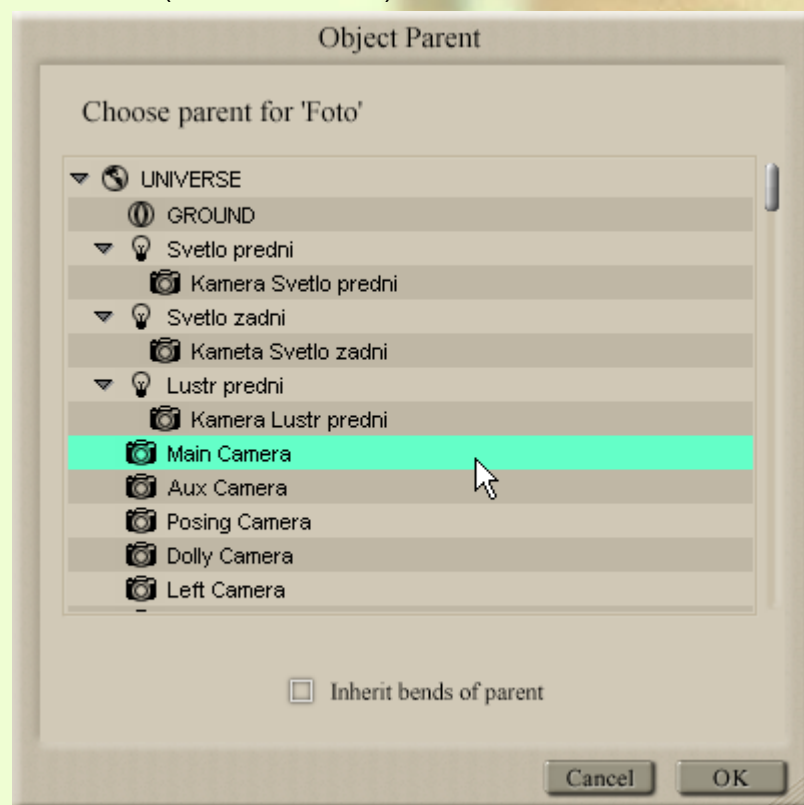 Object Parent
Choose parent for 'Foto'
UNIVERSE
GROUND
Svetlo predni
Kamera Svetlo predni
Svetlo zadni
Kameta Svetlo zadni
Lustr predni
Kamera Lustr predni
Main Camera
Aux Camera
Posing Camera
Dolly Camera
Left Camera
Inherit bends of parent
Cancel OK